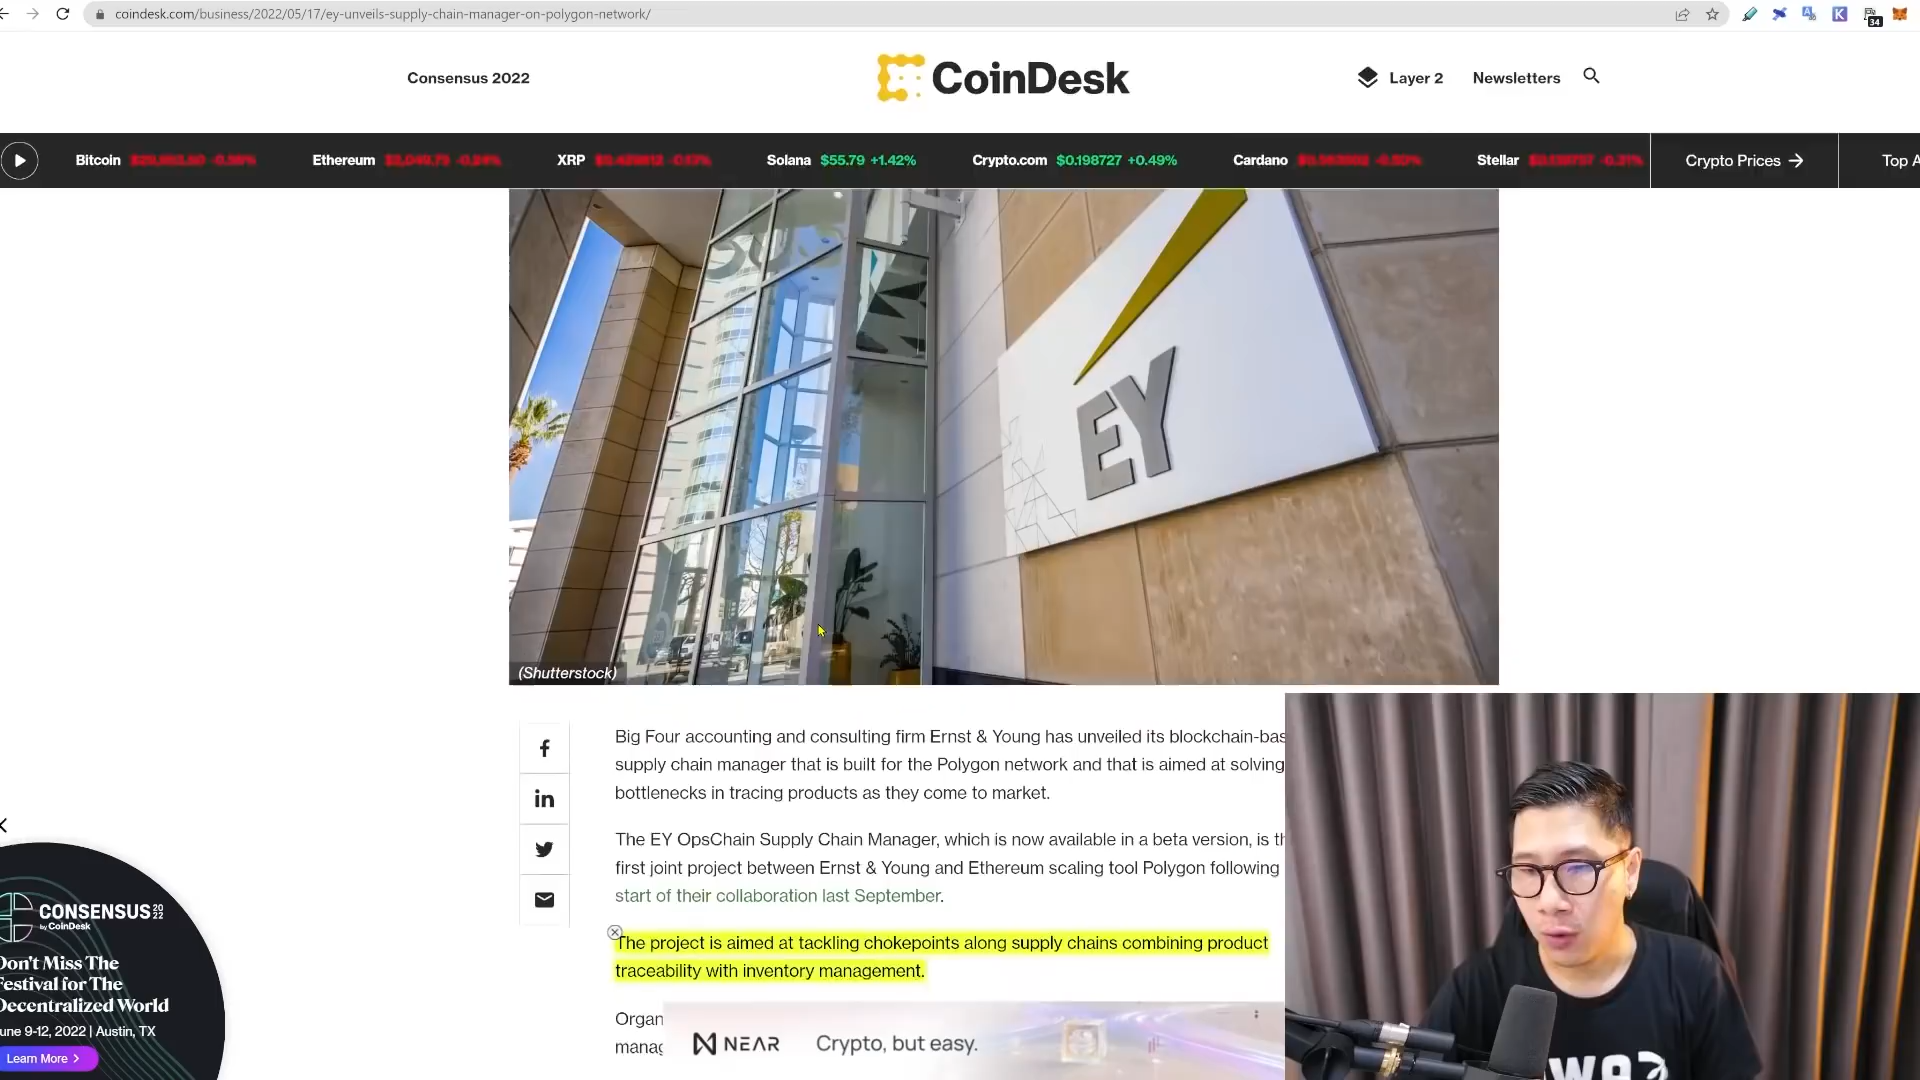 coindesk.com/business/2022/05/17/ey-unveils-supply-chain-manager-on-polygon-network/
34
Consensus 2022
CoinDesk
Layer 2
Newsletters
Bitcoin
Ethereum
XRP
Solana $55.79 +1.42%
Crypto.com $0.198727 +0.49%
Cardano
Stellar
Crypto Prices
Top A
EY
(Shutterstock)
Big Four accounting and consulting firm Ernst & Young has unveiled its blockchain-bas
supply chain manager that is built for the Polygon network and that is aimed at solving
bottlenecks in tracing products as they come to market.
The EY OpsChain Supply Chain Manager, which is now available in a beta version, is th
first joint project between Ernst & Young and Ethereum scaling tool Polygon following
start of their collaboration last September.
The project is aimed at tackling chokepoints along supply chains combining product
traceability with inventory management.
Organ
manag
NEAR
Crypto, but easy.
CONSENSUS 2022
by CoinDesk
Don't Miss The
Festival for The
Decentralized World
June 9-12, 2022 | Austin, TX
Learn More